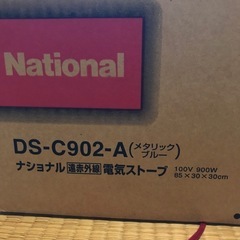 National
DS-C902-A(メタリックブルー)
ナショナル 遠赤外線 電気ストーブ 100V 900W
85×30×30cm